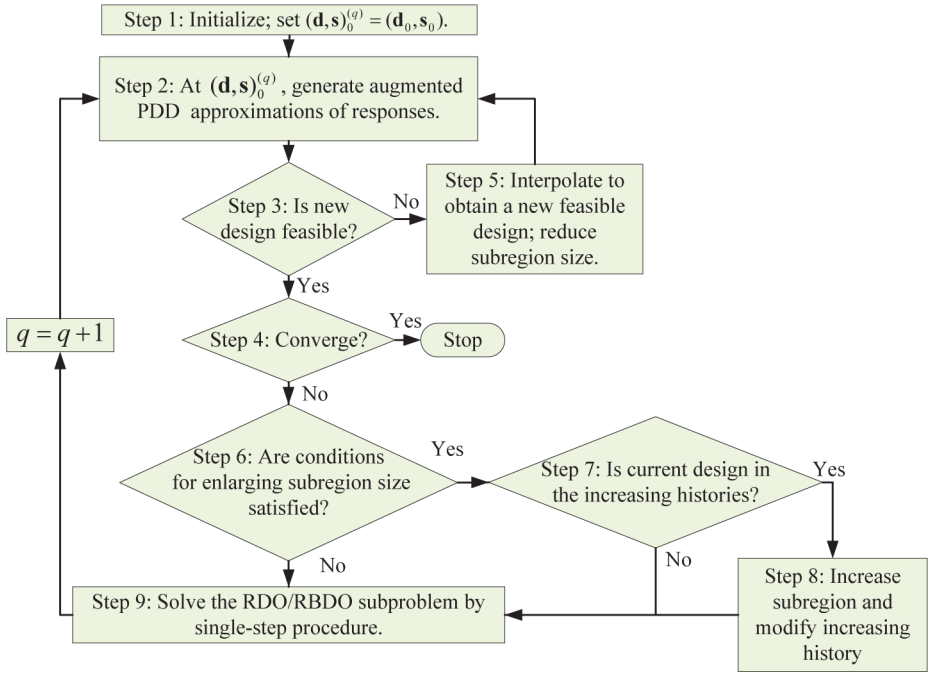 Step 1: Initialize; set (d,s)₀⁽q⁾ = (d₀,s₀).
Step 2: At (d,s)₀⁽q⁾ , generate augmented
PDD approximations of responses.
Step 3: Is new
design feasible?
No
Step 5: Interpolate to
obtain a new feasible
design; reduce
subregion size.
Yes
q = q +1
Step 4: Converge?
Yes
Stop
No
Step 6: Are conditions
for enlarging subregion size
satisfied?
Yes
Step 7: Is current design in
the increasing histories?
Yes
No
No
Step 8: Increase
subregion and
modify increasing
history
Step 9: Solve the RDO/RBDO subproblem by
single-step procedure.